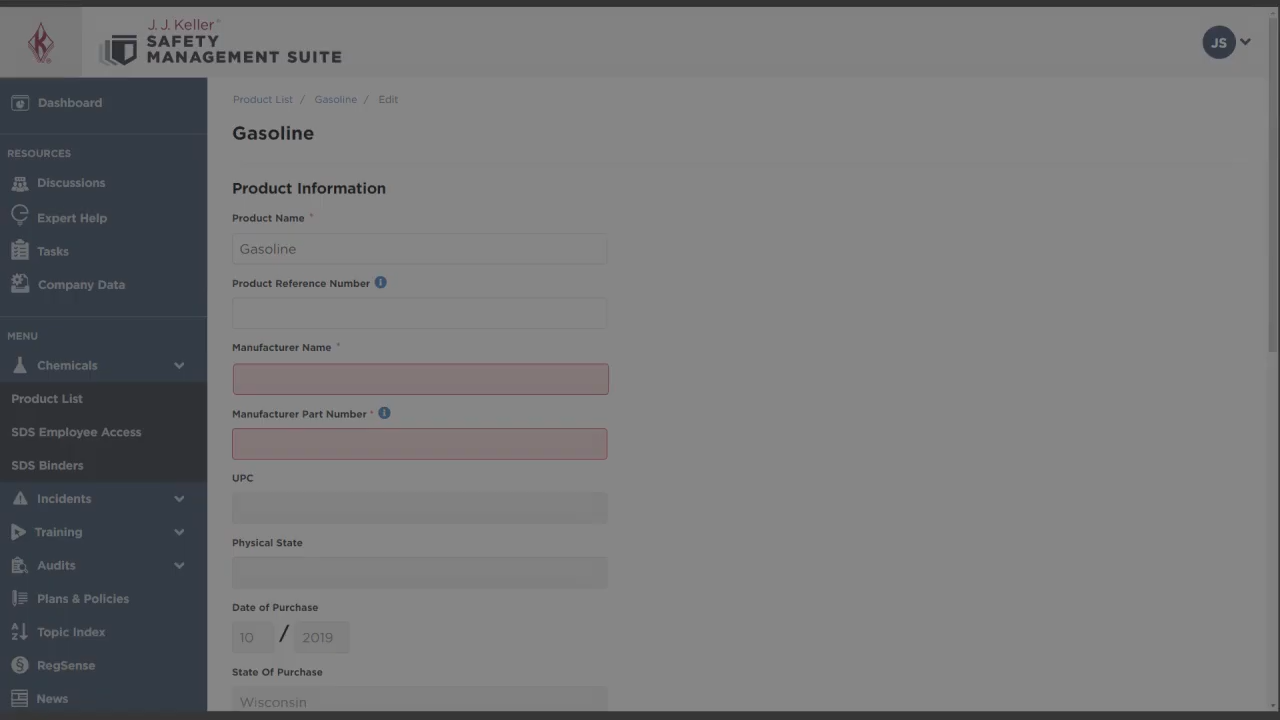 J. J. Keller
SAFETY
MANAGEMENT SUITE
JS
Dashboard
RESOURCES
Discussions
Expert Help
Tasks
Company Data
MENU
Chemicals
Product List
SDS Employee Access
SDS Binders
Incidents
Training
Audits
Plans & Policies
Topic Index
RegSense
News
Product List / Gasoline / Edit
Gasoline
Product Information
Product Name *
Gasoline
Product Reference Number
Manufacturer Name *
Manufacturer Part Number *
UPC
Physical State
Date of Purchase
10 / 2019
State Of Purchase
Wisconsin